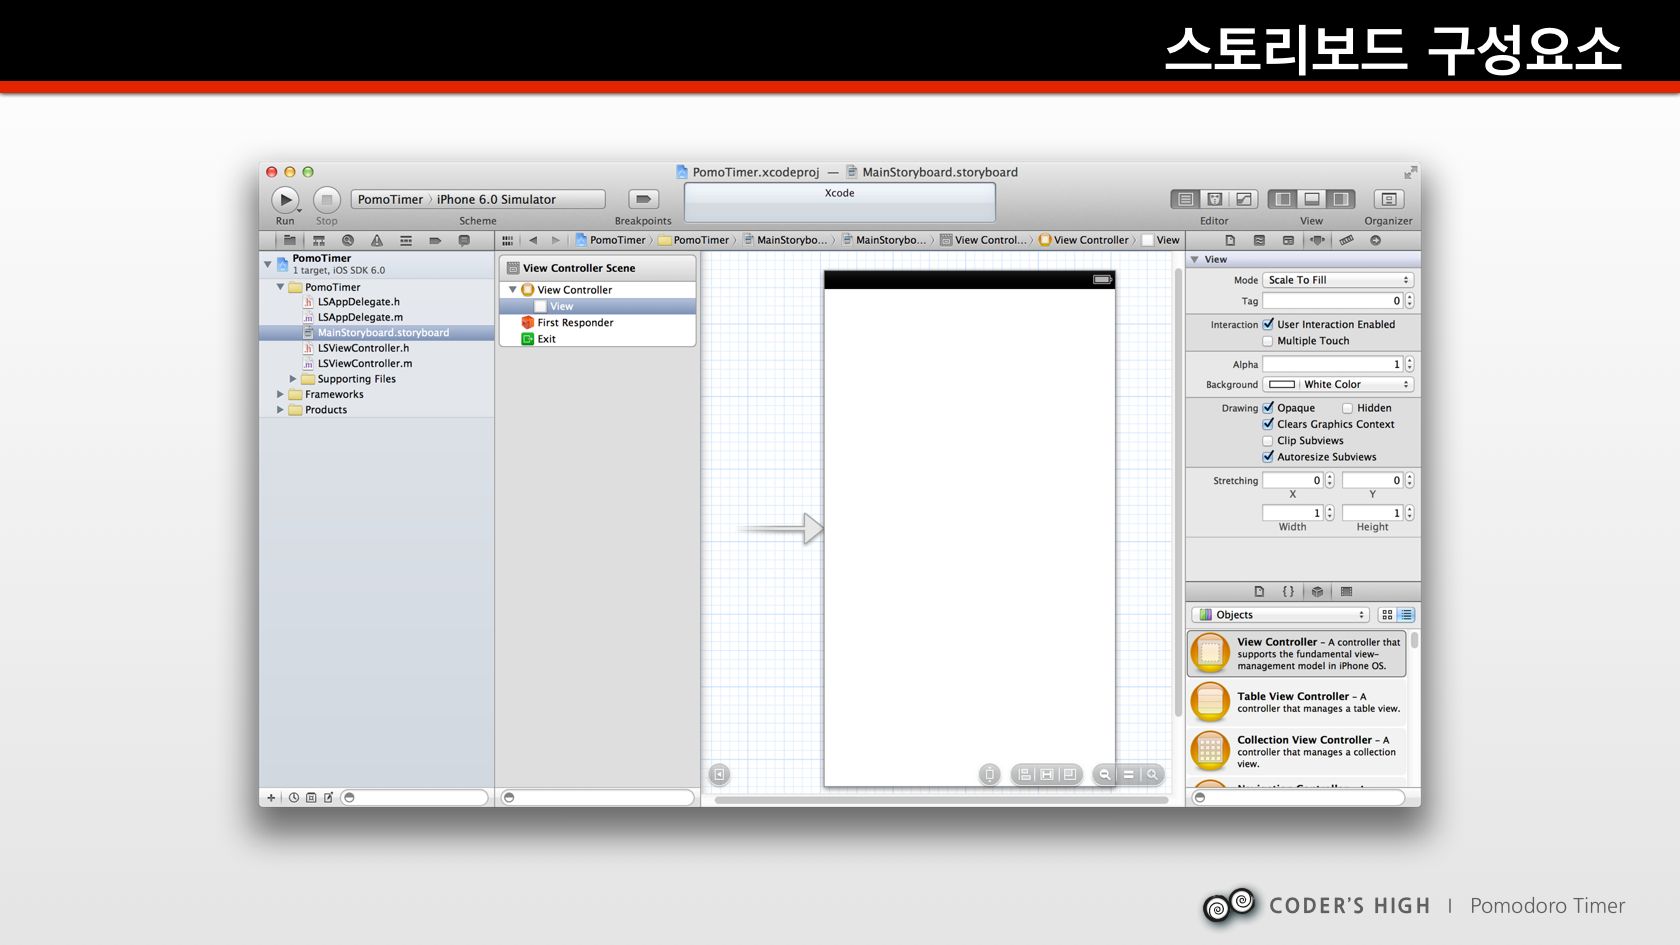 스토리보드 구성요소
PomoTimer.xcodeproj — MainStoryboard.storyboard
PomoTimer 〉 iPhone 6.0 Simulator
Xcode
Run Stop Scheme Breakpoints Editor View Organizer
PomoTimer 〉 PomoTimer 〉 MainStorybo... 〉 MainStorybo... 〉 View Control... 〉 View Controller 〉 View
PomoTimer
1 target, iOS SDK 6.0
PomoTimer
LSAppDelegate.h
LSAppDelegate.m
MainStoryboard.storyboard
LSViewController.h
LSViewController.m
Supporting Files
Frameworks
Products
View Controller Scene
View Controller
View
First Responder
Exit
View
Mode Scale To Fill
Tag 0
Interaction User Interaction Enabled
Multiple Touch
Alpha 1
Background White Color
Drawing Opaque Hidden
Clears Graphics Context
Clip Subviews
Autoresize Subviews
Stretching 0 0
X Y
1 1
Width Height
{ }
Objects
View Controller – A controller that
supports the fundamental view-
management model in iPhone OS.
Table View Controller – A
controller that manages a table view.
Collection View Controller – A
controller that manages a collection
view.
CODER'S HIGH | Pomodoro Timer